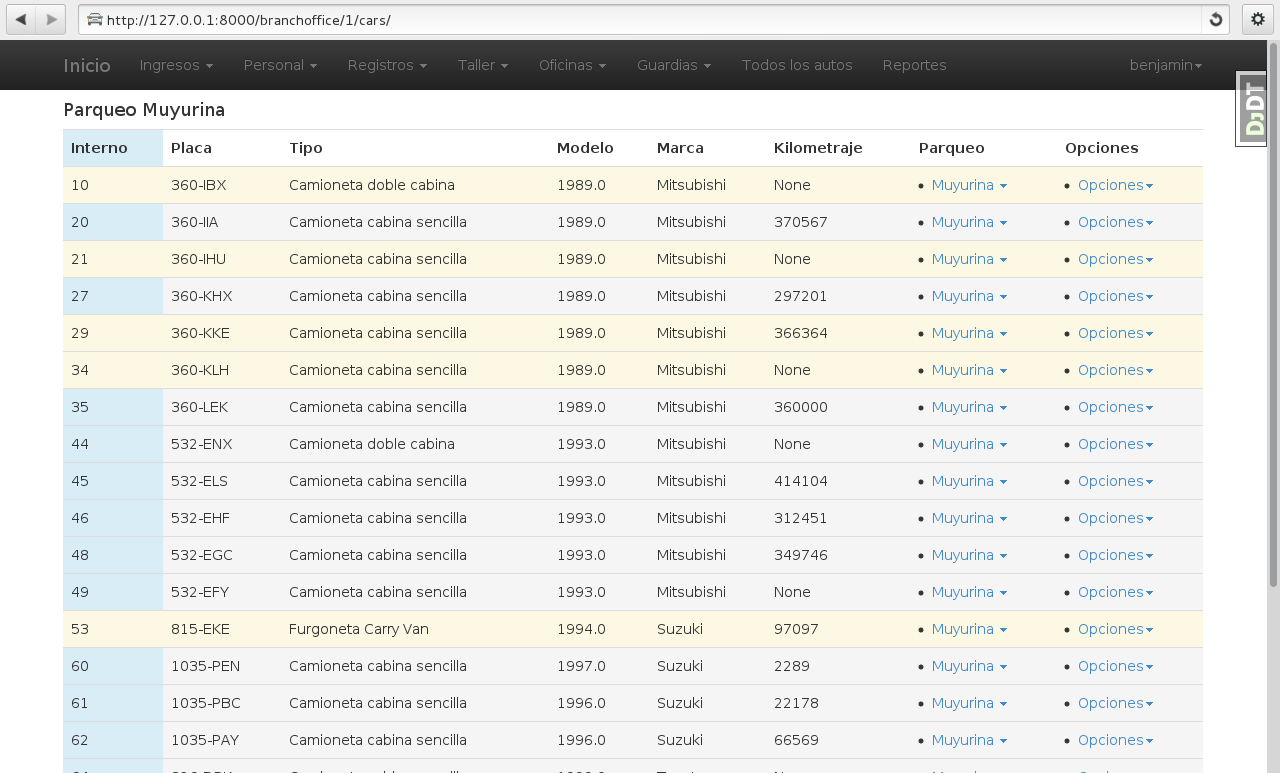 http://127.0.0.1:8000/branchoffice/1/cars/
Inicio Ingresos Personal Registros Taller Oficinas Guardias Todos los autos Reportes benjamin
DjDT
Parqueo Muyurina
Interno Placa Tipo Modelo Marca Kilometraje Parqueo Opciones
10 360-IBX Camioneta doble cabina 1989.0 Mitsubishi None • Muyurina • Opciones
20 360-IIA Camioneta cabina sencilla 1989.0 Mitsubishi 370567 • Muyurina • Opciones
21 360-IHU Camioneta cabina sencilla 1989.0 Mitsubishi None • Muyurina • Opciones
27 360-KHX Camioneta cabina sencilla 1989.0 Mitsubishi 297201 • Muyurina • Opciones
29 360-KKE Camioneta cabina sencilla 1989.0 Mitsubishi 366364 • Muyurina • Opciones
34 360-KLH Camioneta cabina sencilla 1989.0 Mitsubishi None • Muyurina • Opciones
35 360-LEK Camioneta cabina sencilla 1989.0 Mitsubishi 360000 • Muyurina • Opciones
44 532-ENX Camioneta doble cabina 1993.0 Mitsubishi None • Muyurina • Opciones
45 532-ELS Camioneta cabina sencilla 1993.0 Mitsubishi 414104 • Muyurina • Opciones
46 532-EHF Camioneta cabina sencilla 1993.0 Mitsubishi 312451 • Muyurina • Opciones
48 532-EGC Camioneta cabina sencilla 1993.0 Mitsubishi 349746 • Muyurina • Opciones
49 532-EFY Camioneta cabina sencilla 1993.0 Mitsubishi None • Muyurina • Opciones
53 815-EKE Furgoneta Carry Van 1994.0 Suzuki 97097 • Muyurina • Opciones
60 1035-PEN Camioneta cabina sencilla 1997.0 Suzuki 2289 • Muyurina • Opciones
61 1035-PBC Camioneta cabina sencilla 1996.0 Suzuki 22178 • Muyurina • Opciones
62 1035-PAY Camioneta cabina sencilla 1996.0 Suzuki 66569 • Muyurina • Opciones